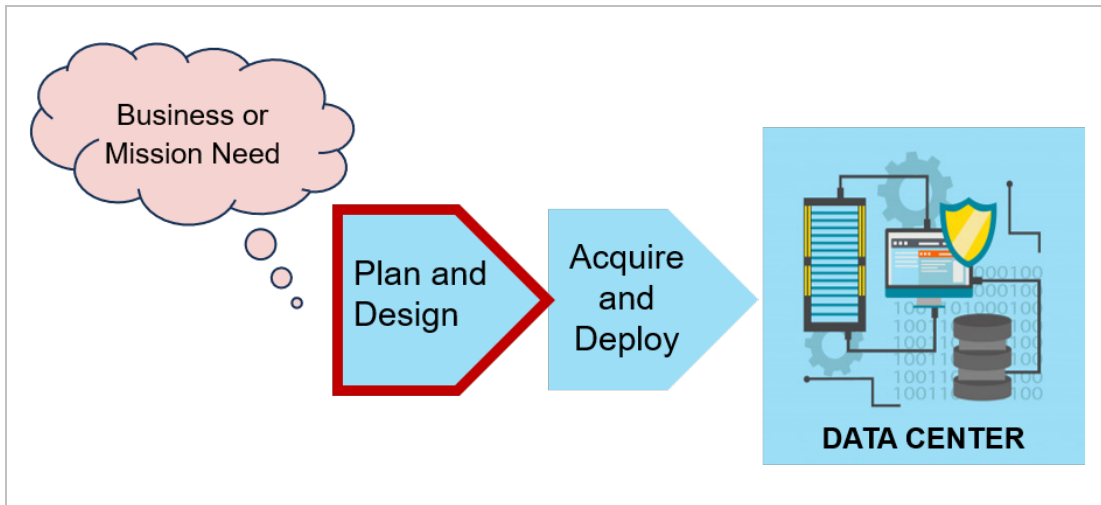 Business or
Mission Need
Plan and
Design
Acquire
and
Deploy
DATA CENTER